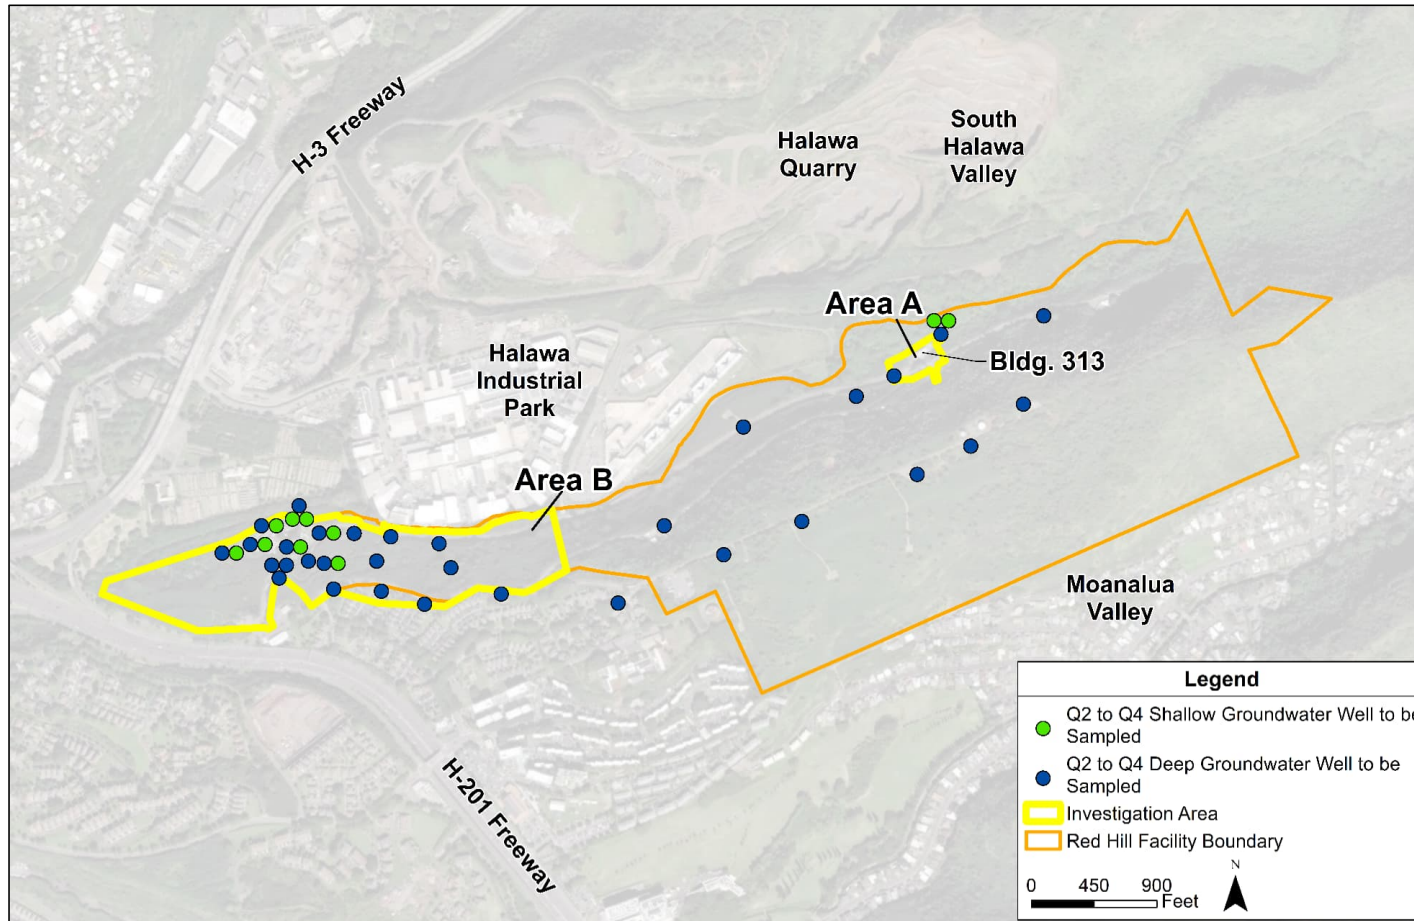 H-3 Freeway
Halawa
Quarry
South
Halawa
Valley
Area A
Bldg. 313
Halawa
Industrial
Park
Area B
Moanalua
Valley
H-201 Freeway
Legend
Q2 to Q4 Shallow Groundwater Well to be
Sampled
Q2 to Q4 Deep Groundwater Well to be
Sampled
Investigation Area
Red Hill Facility Boundary
N
0 450 900
Feet